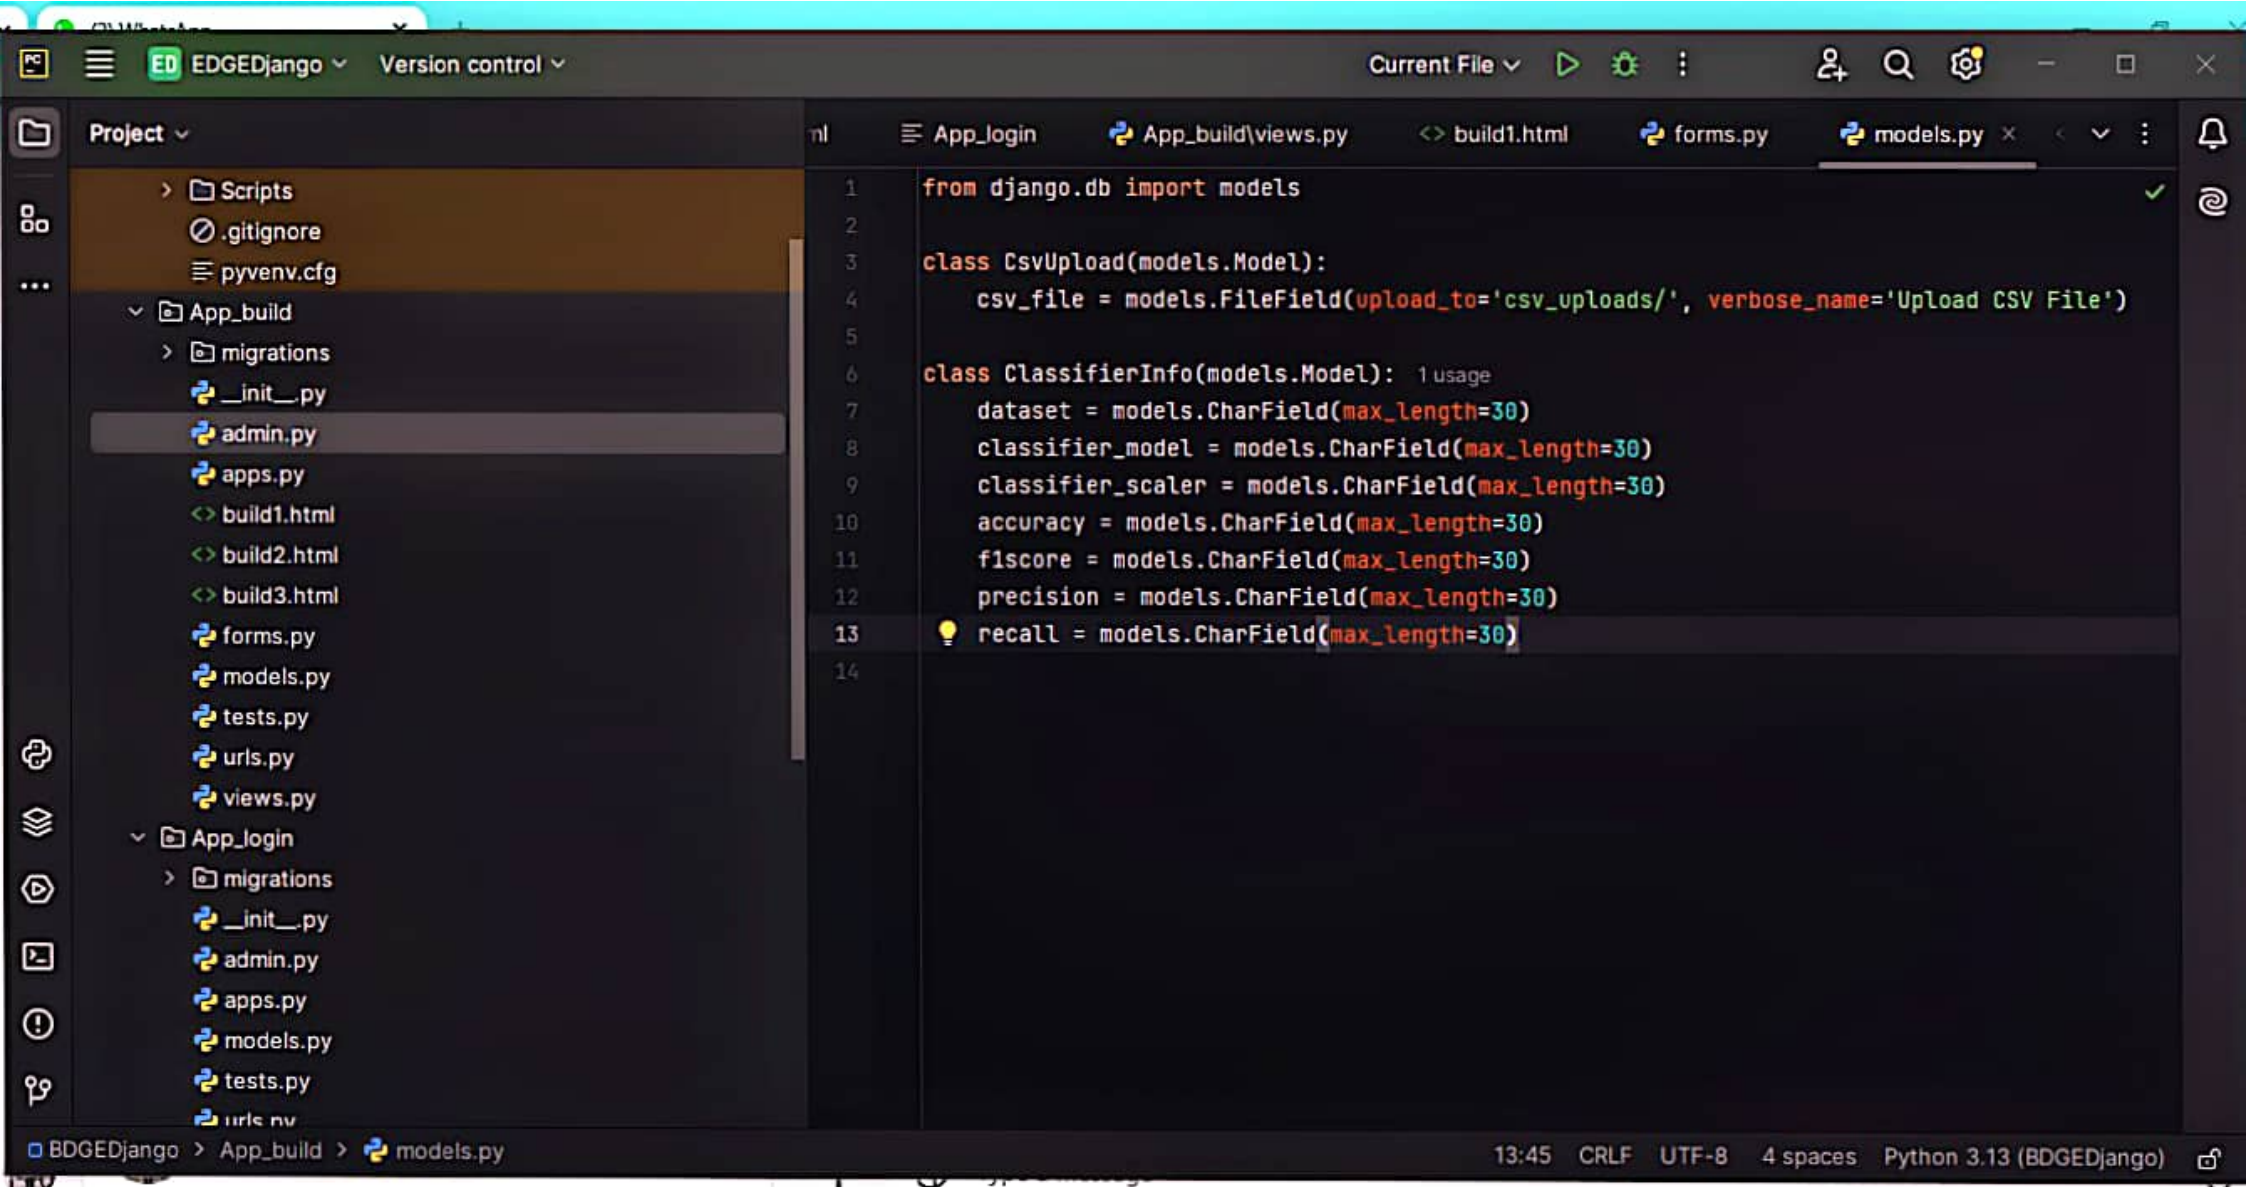 (2) WhatsApp
PC
ED EDGEDjango Version control Current File
Project
App_login App_build\views.py <> build1.html forms.py models.py
Scripts
.gitignore
pyvenv.cfg
App_build
migrations
__init__.py
admin.py
apps.py
<> build1.html
<> build2.html
<> build3.html
forms.py
models.py
tests.py
urls.py
views.py
App_login
migrations
__init__.py
admin.py
apps.py
models.py
tests.py
urls.py
1 from django.db import models
2
3 class CsvUpload(models.Model):
4 csv_file = models.FileField(upload_to='csv_uploads/', verbose_name='Upload CSV File')
5
6 class ClassifierInfo(models.Model): 1 usage
7 dataset = models.CharField(max_length=30)
8 classifier_model = models.CharField(max_length=30)
9 classifier_scaler = models.CharField(max_length=30)
10 accuracy = models.CharField(max_length=30)
11 f1score = models.CharField(max_length=30)
12 precision = models.CharField(max_length=30)
13 recall = models.CharField(max_length=30)
14
BDGEDjango > App_build > models.py 13:45 CRLF UTF-8 4 spaces Python 3.13 (BDGEDjango)